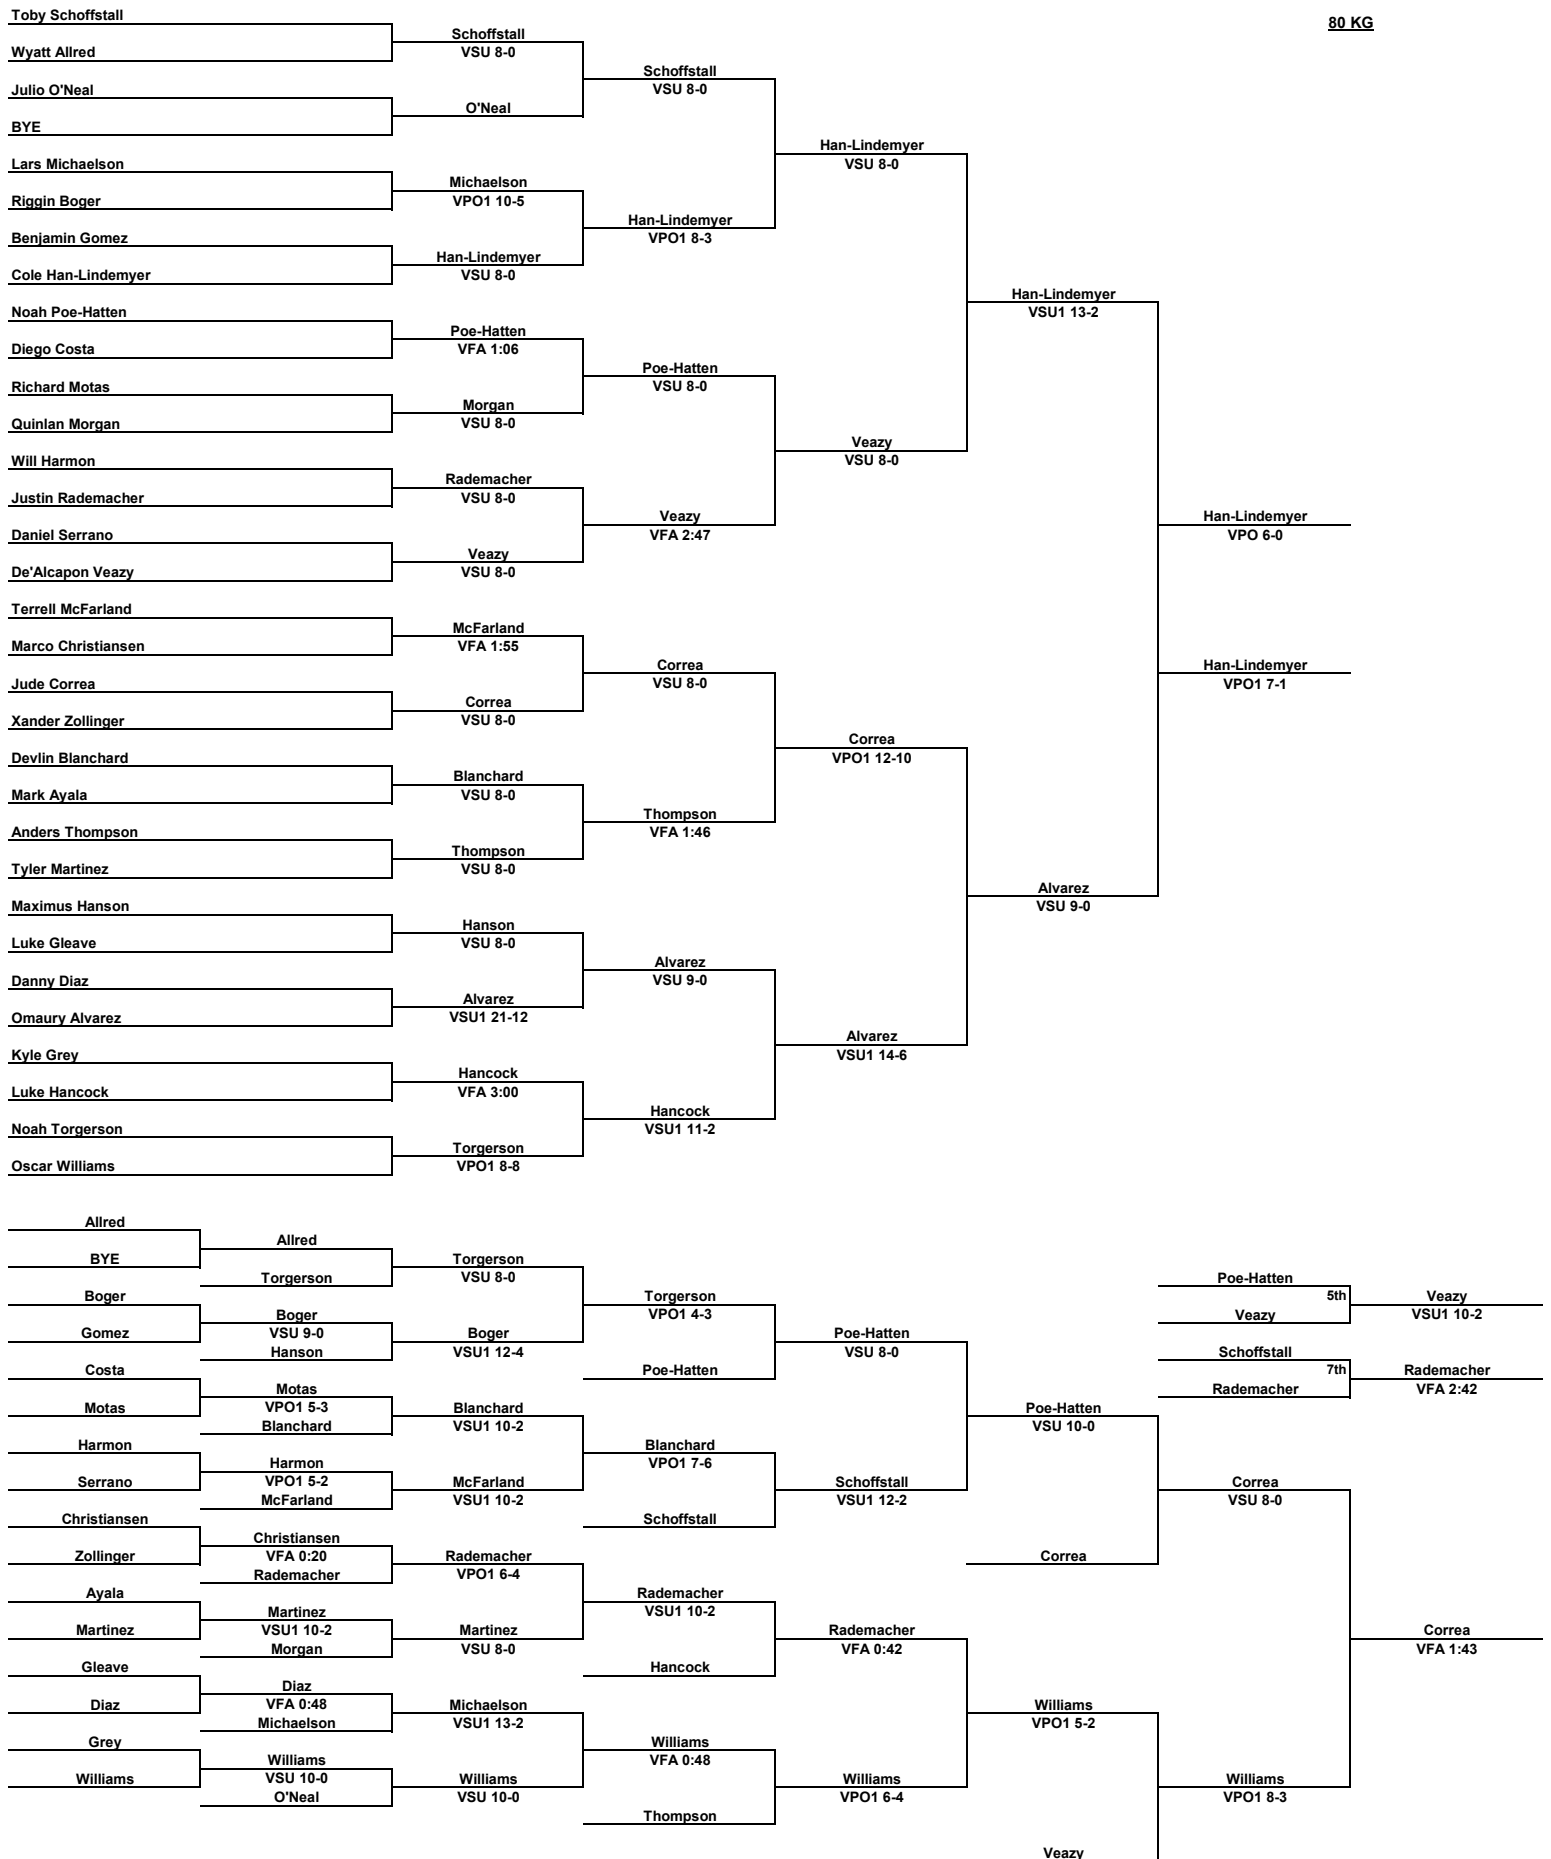 Toby Schoffstall
80 KG
Schoffstall
Wyatt Allred
VSU 8-0
Schoffstall
Julio O'Neal
VSU 8-0
O'Neal
BYE
Han-Lindemyer
Lars Michaelson
VSU 8-0
Michaelson
Riggin Boger
VPO1 10-5
Han-Lindemyer
Benjamin Gomez
VPO1 8-3
Han-Lindemyer
Cole Han-Lindemyer
VSU 8-0
Han-Lindemyer
Noah Poe-Hatten
VSU1 13-2
Poe-Hatten
Diego Costa
VFA 1:06
Poe-Hatten
Richard Motas
VSU 8-0
Morgan
Quinlan Morgan
VSU 8-0
Veazy
Will Harmon
VSU 8-0
Rademacher
Justin Rademacher
VSU 8-0
Veazy
Han-Lindemyer
Daniel Serrano
VFA 2:47
VPO 6-0
Veazy
De'Alcapon Veazy
VSU 8-0
Terrell McFarland
McFarland
Marco Christiansen
VFA 1:55
Correa
Han-Lindemyer
Jude Correa
VSU 8-0
VPO1 7-1
Correa
Xander Zollinger
VSU 8-0
Correa
Devlin Blanchard
VPO1 12-10
Blanchard
Mark Ayala
VSU 8-0
Thompson
Anders Thompson
VFA 1:46
Thompson
Tyler Martinez
VSU 8-0
Alvarez
Maximus Hanson
VSU 9-0
Hanson
Luke Gleave
VSU 8-0
Alvarez
Danny Diaz
VSU 9-0
Alvarez
Omaury Alvarez
VSU1 21-12
Alvarez
Kyle Grey
VSU1 14-6
Hancock
Luke Hancock
VFA 3:00
Hancock
Noah Torgerson
VSU1 11-2
Torgerson
Oscar Williams
VPO1 8-8
Allred
Allred
BYE
Torgerson
Torgerson
VSU 8-0
Poe-Hatten
Boger
Torgerson
5th
Veazy
Boger
VPO1 4-3
Veazy
VSU1 10-2
Gomez
VSU 9-0
Boger
Poe-Hatten
Hanson
VSU1 12-4
VSU 8-0
Schoffstall
Costa
Poe-Hatten
7th
Rademacher
Motas
Rademacher
VFA 2:42
Motas
VPO1 5-3
Blanchard
Poe-Hatten
Blanchard
VSU1 10-2
VSU 10-0
Harmon
Blanchard
Harmon
VPO1 7-6
Serrano
VPO1 5-2
McFarland
Schoffstall
Correa
McFarland
VSU1 10-2
VSU1 12-2
VSU 8-0
Christiansen
Schoffstall
Christiansen
Zollinger
VFA 0:20
Rademacher
Correa
Rademacher
VPO1 6-4
Ayala
Rademacher
Martinez
VSU1 10-2
Martinez
VSU1 10-2
Martinez
Rademacher
Correa
Morgan
VSU 8-0
VFA 0:42
VFA 1:43
Gleave
Hancock
Diaz
Diaz
VFA 0:48
Michaelson
Williams
Michaelson
VSU1 13-2
VPO1 5-2
Grey
Williams
Williams
VFA 0:48
Williams
VSU 10-0
Williams
Williams
Williams
O'Neal
VSU 10-0
VPO1 6-4
VPO1 8-3
Thompson
Veazy